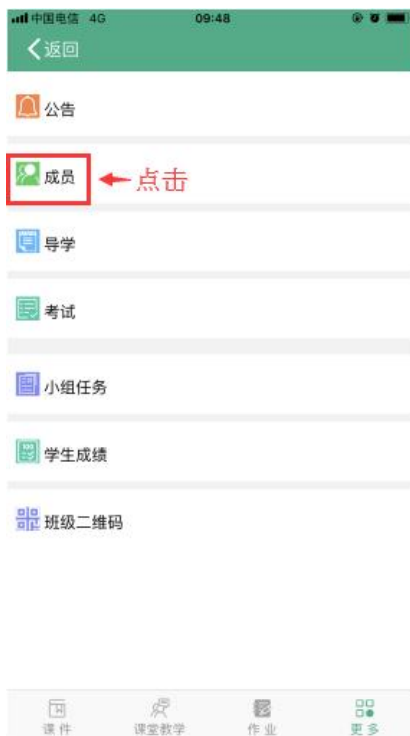 中国电信 4G 09:48
返回
公告
成员 点击
导学
考试
小组任务
学生成绩
班级二维码
课件 课堂教学 作业 更多